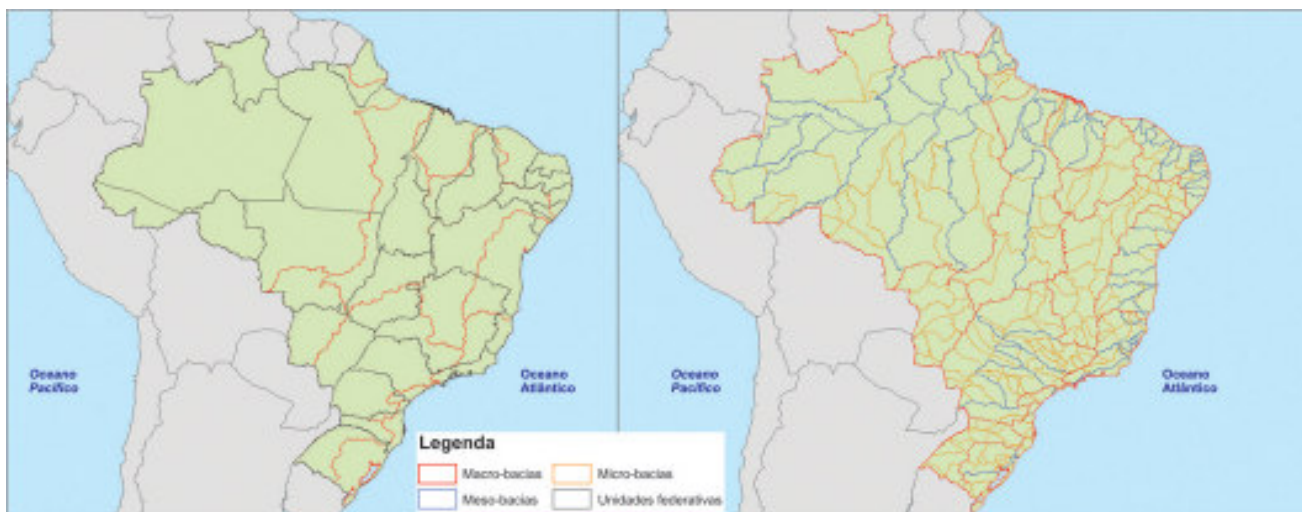 Oceano
Pacífico
Oceano
Atlântico
Oceano
Pacífico
Oceano
Atlântico
Legenda
Macro-bacias
Micro-bacias
Meso-bacias
Unidades federativas